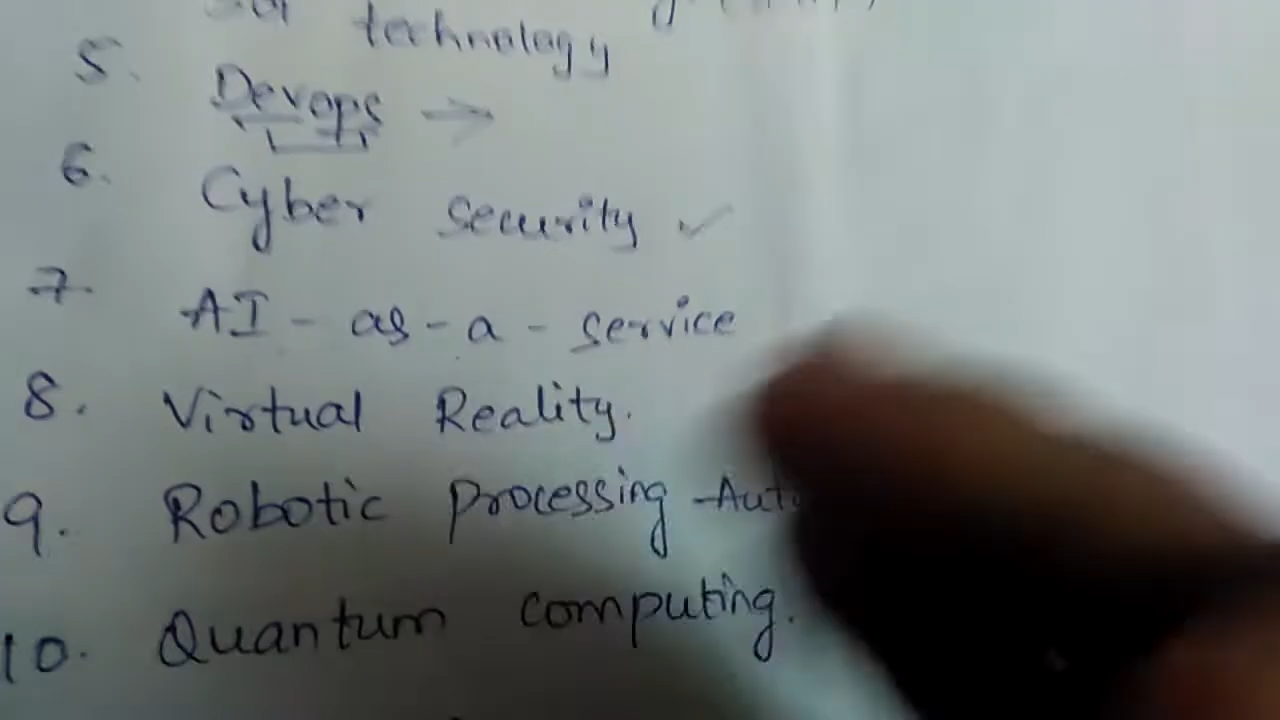 technology
5. Devops →
6. Cyber security ✓
7. AI - as - a - service
8. Virtual Reality.
9. Robotic Processing
10. Quantum computing.